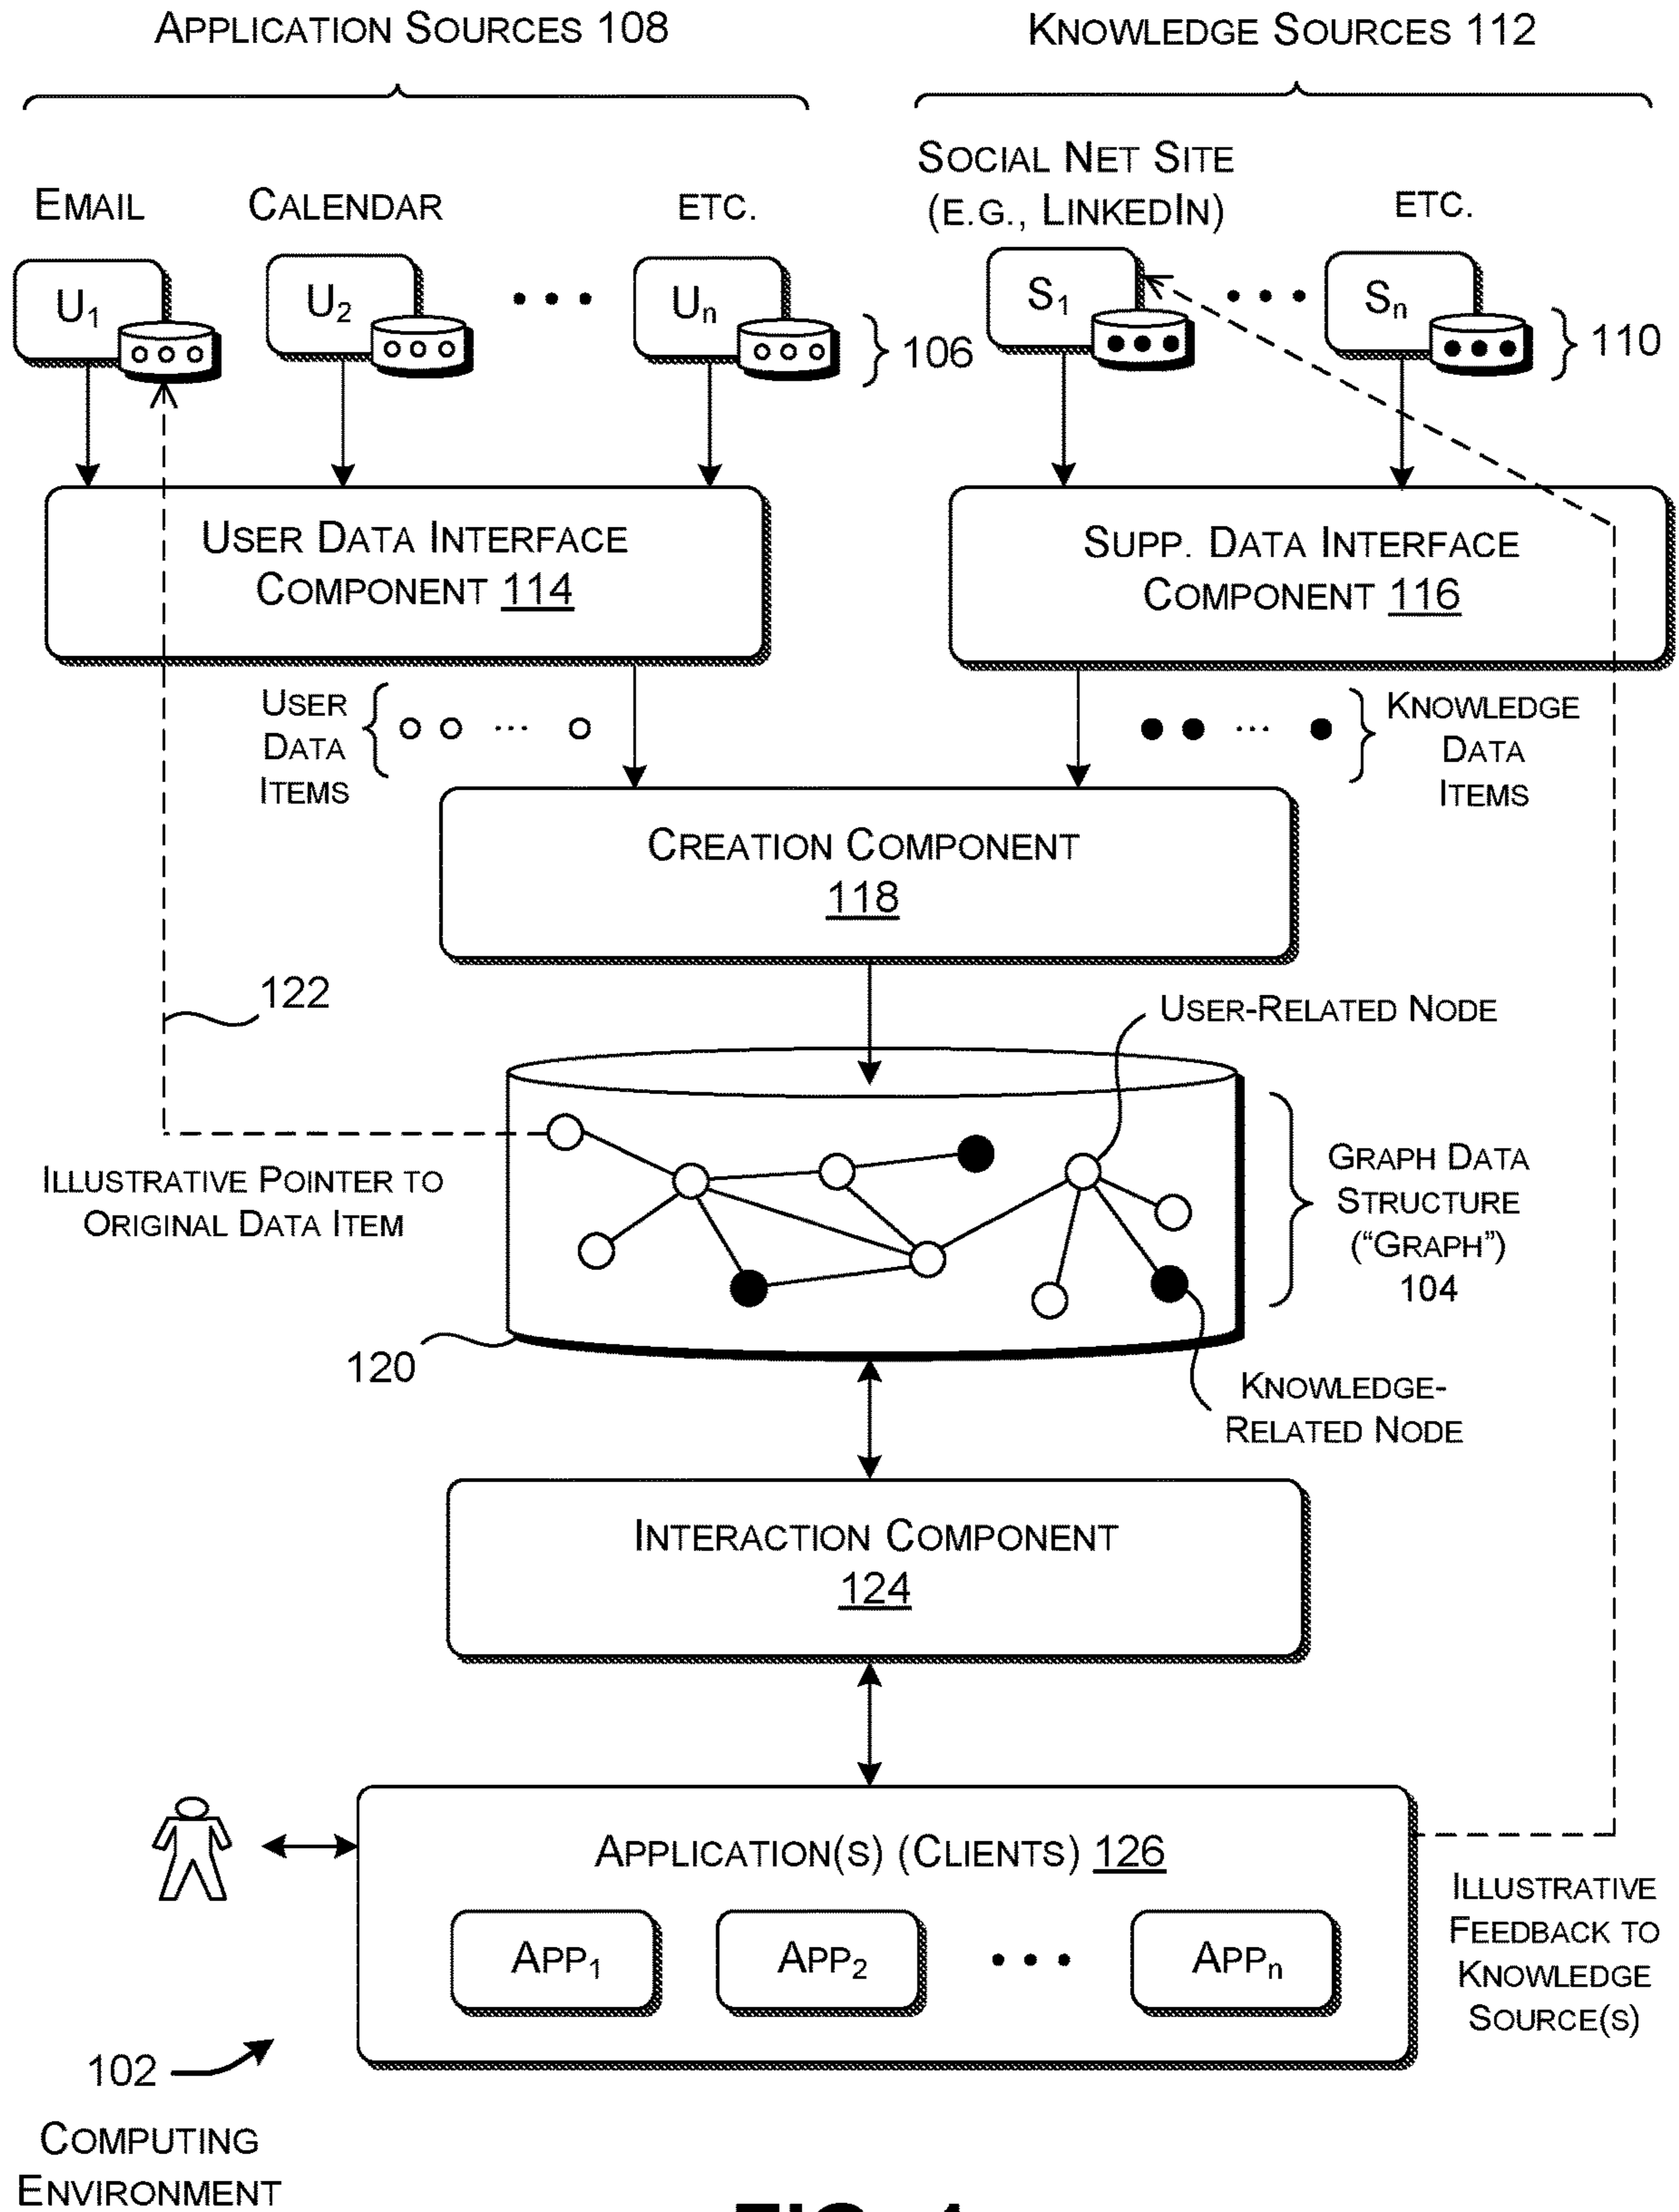 APPLICATION SOURCES 108
KNOWLEDGE SOURCES 112
EMAIL
CALENDAR
ETC.
SOCIAL NET SITE
(E.G., LINKEDIN)
ETC.
U1
U2
• • •
Un
106
S1
• • •
Sn
110
USER DATA INTERFACE
COMPONENT 114
SUPP. DATA INTERFACE
COMPONENT 116
USER
DATA
ITEMS
...
...
KNOWLEDGE
DATA
ITEMS
CREATION COMPONENT
118
122
USER-RELATED NODE
ILLUSTRATIVE POINTER TO
ORIGINAL DATA ITEM
GRAPH DATA
STRUCTURE
(“GRAPH”)
104
120
KNOWLEDGE-
RELATED NODE
INTERACTION COMPONENT
124
APPLICATION(S) (CLIENTS) 126
APP1
APP2
• • •
APPn
ILLUSTRATIVE
FEEDBACK TO
KNOWLEDGE
SOURCE(S)
102
COMPUTING
ENVIRONMENT